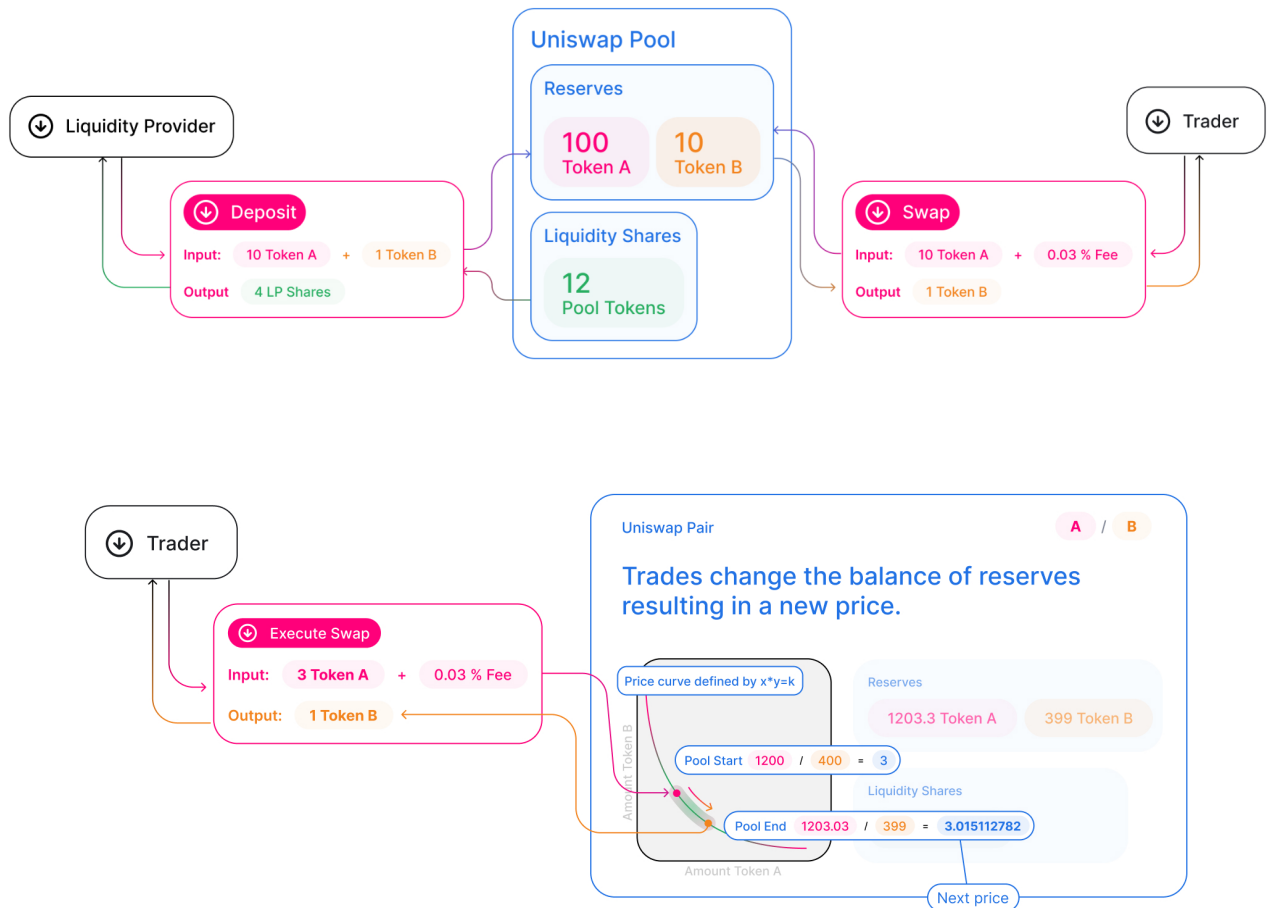 Uniswap Pool
Reserves
100
Token A
10
Token B
Liquidity Provider
Trader
Deposit
Input: 10 Token A + 1 Token B
Output 4 LP Shares
Liquidity Shares
12
Pool Tokens
Swap
Input: 10 Token A + 0.03 % Fee
Output 1 Token B
Trader
Execute Swap
Input: 3 Token A + 0.03 % Fee
Output: 1 Token B
Uniswap Pair
A / B
Trades change the balance of reserves
resulting in a new price.
Price curve defined by x*y=k
Amount Token B
Pool Start 1200 / 400 = 3
Pool End 1203.03 / 399 = 3.015112782
Amount Token A
Reserves
1203.3 Token A 399 Token B
Liquidity Shares
Next price